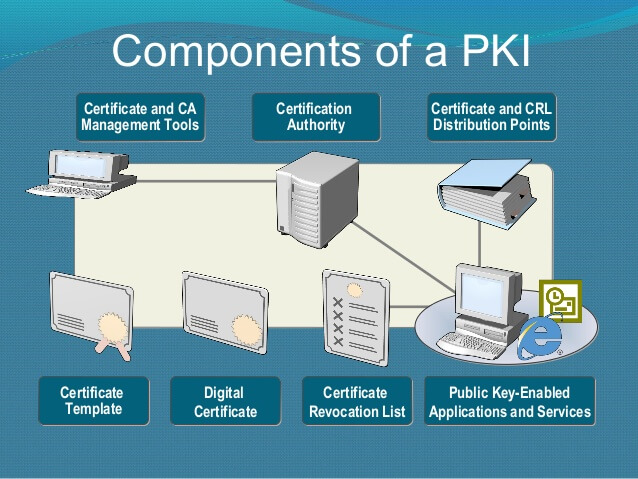 Components of a PKI
Certificate and CA
Management Tools
Certification
Authority
Certificate and CRL
Distribution Points
Certificate
Template
Digital
Certificate
Certificate
Revocation List
Public Key-Enabled
Applications and Services